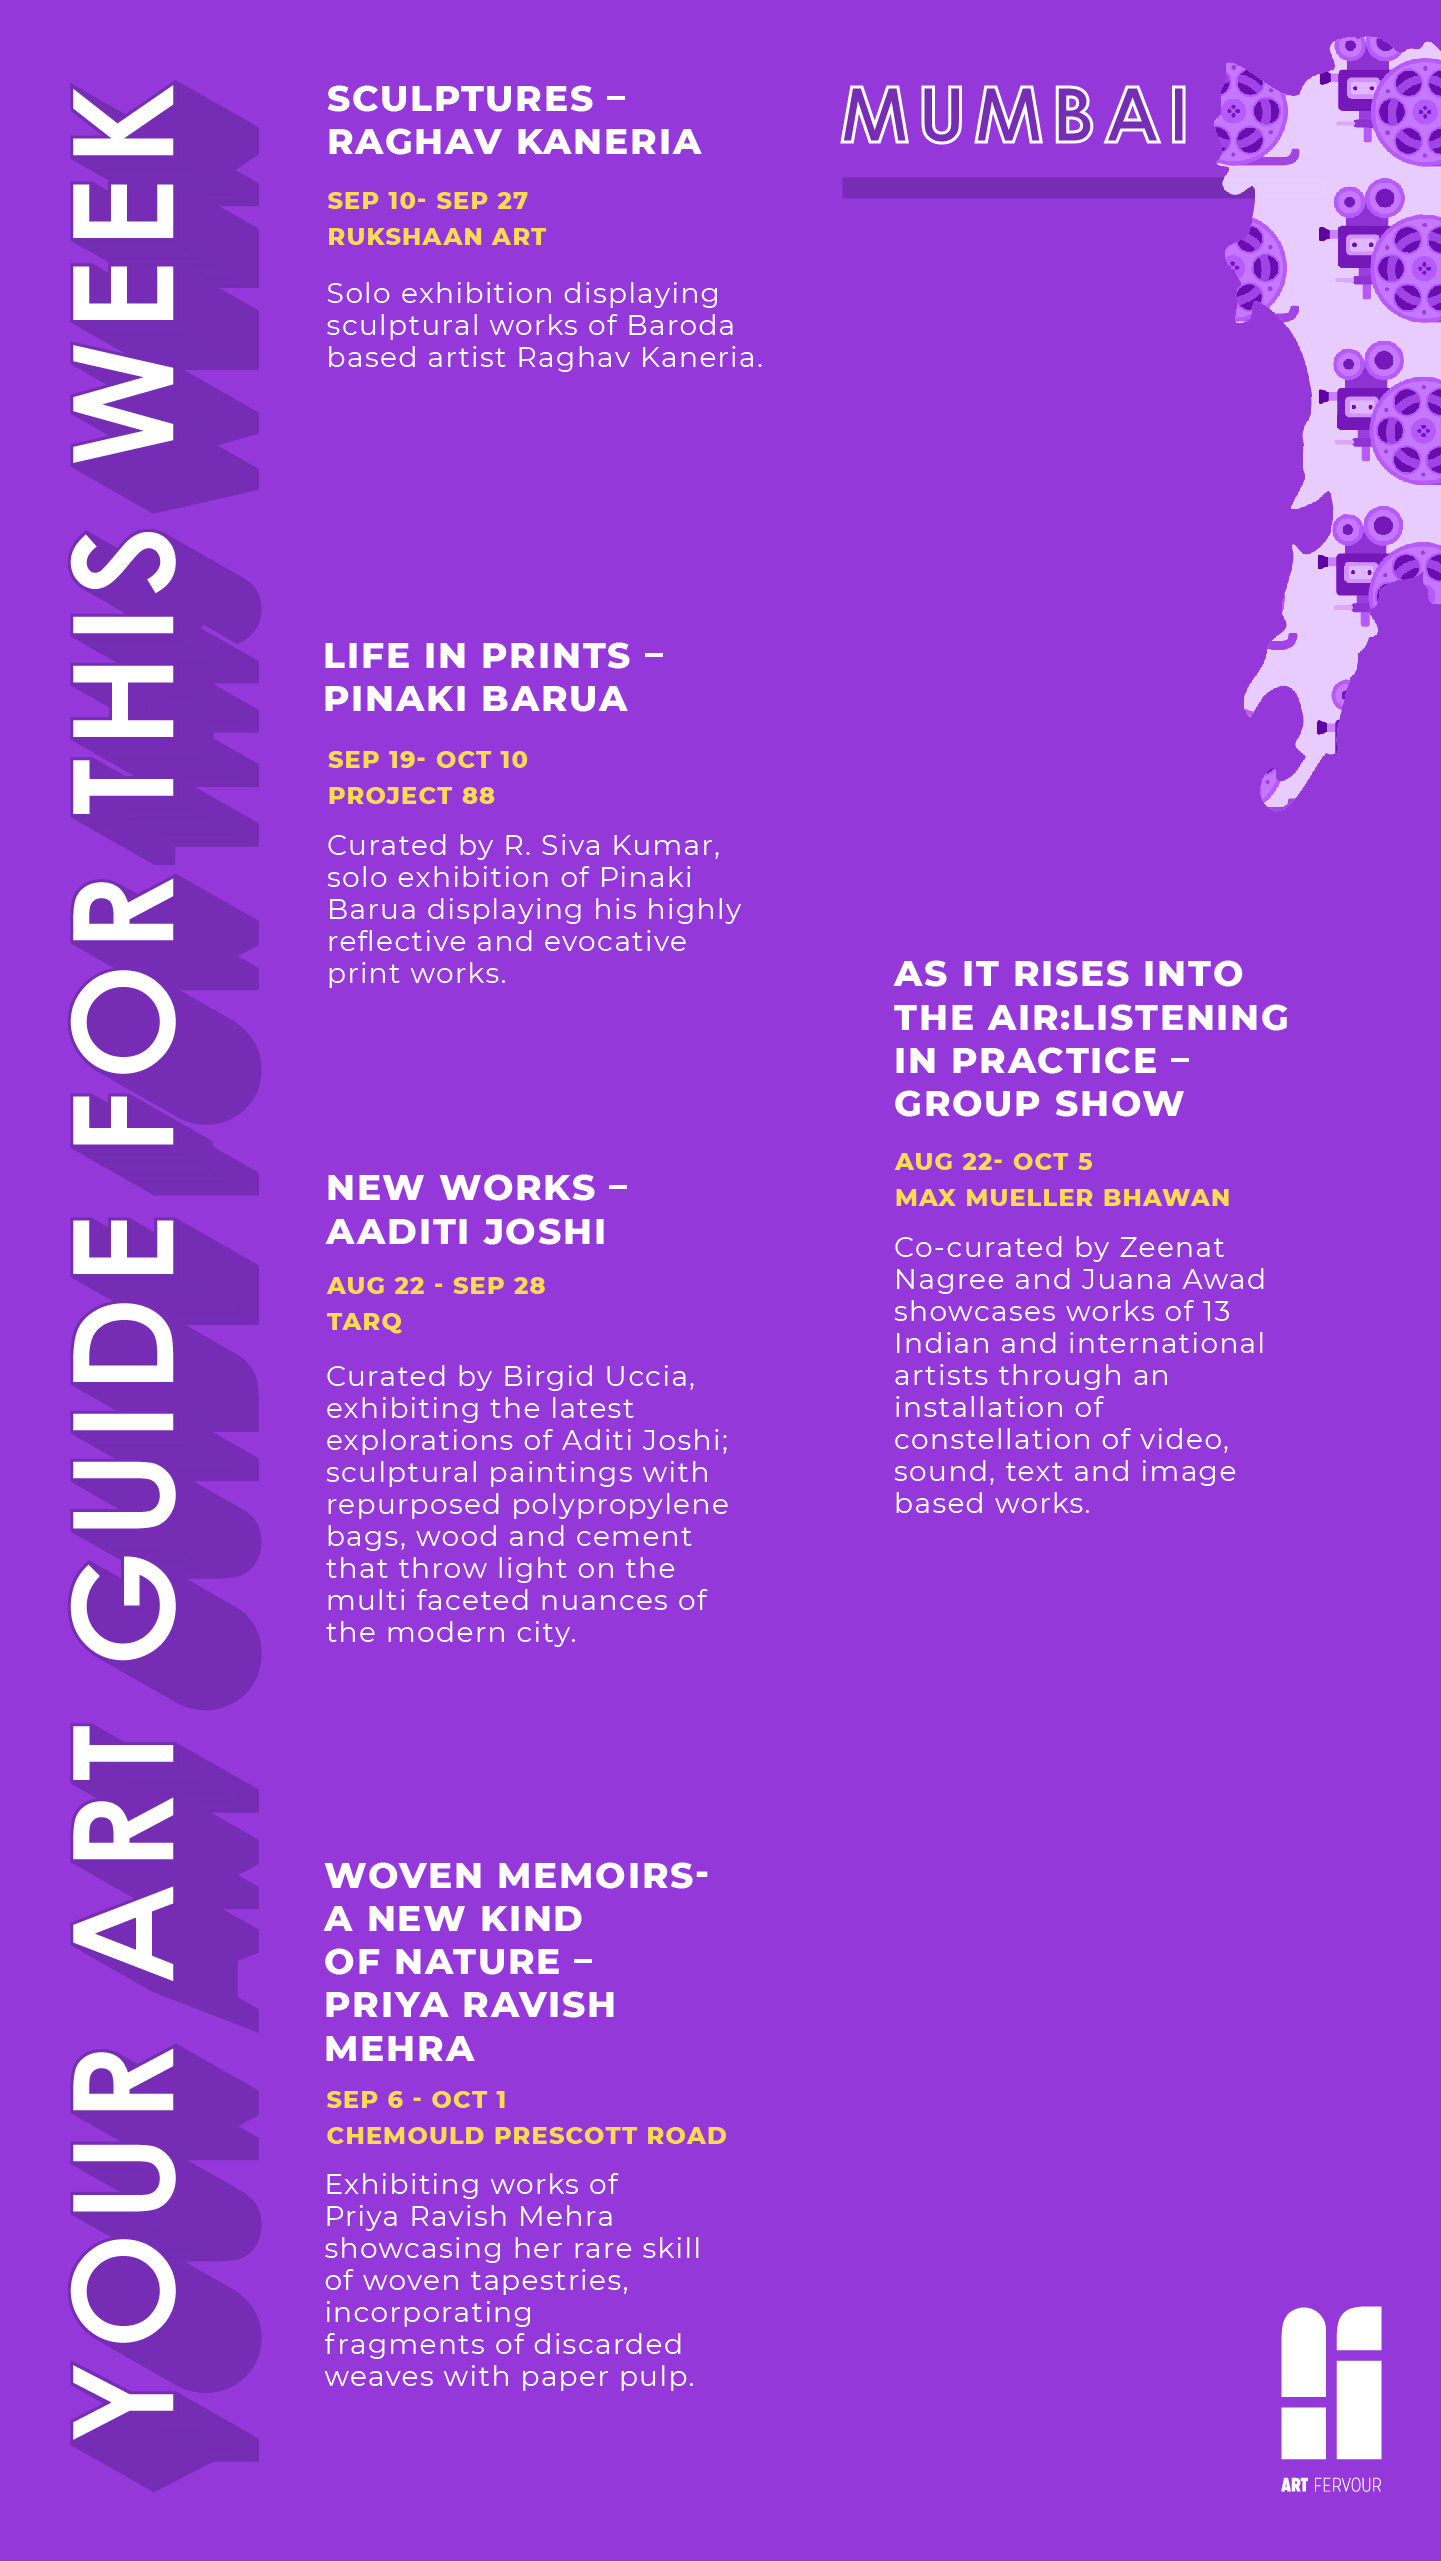 YOUR ART GUIDE FOR THIS WEEK
MUMBAI
SCULPTURES –
RAGHAV KANERIA
SEP 10- SEP 27
RUKSHAAN ART
Solo exhibition displaying
sculptural works of Baroda
based artist Raghav Kaneria.
LIFE IN PRINTS –
PINAKI BARUA
SEP 19- OCT 10
PROJECT 88
Curated by R. Siva Kumar,
solo exhibition of Pinaki
Barua displaying his highly
reflective and evocative
print works.
NEW WORKS –
AADITI JOSHI
AUG 22 - SEP 28
TARQ
Curated by Birgid Uccia,
exhibiting the latest
explorations of Aditi Joshi;
sculptural paintings with
repurposed polypropylene
bags, wood and cement
that throw light on the
multi faceted nuances of
the modern city.
WOVEN MEMOIRS-
A NEW KIND
OF NATURE –
PRIYA RAVISH
MEHRA
SEP 6 - OCT 1
CHEMOULD PRESCOTT ROAD
Exhibiting works of
Priya Ravish Mehra
showcasing her rare skill
of woven tapestries,
incorporating
fragments of discarded
weaves with paper pulp.
AS IT RISES INTO
THE AIR:LISTENING
IN PRACTICE –
GROUP SHOW
AUG 22- OCT 5
MAX MUELLER BHAWAN
Co-curated by Zeenat
Nagree and Juana Awad
showcases works of 13
Indian and international
artists through an
installation of
constellation of video,
sound, text and image
based works.
ART FERVOUR